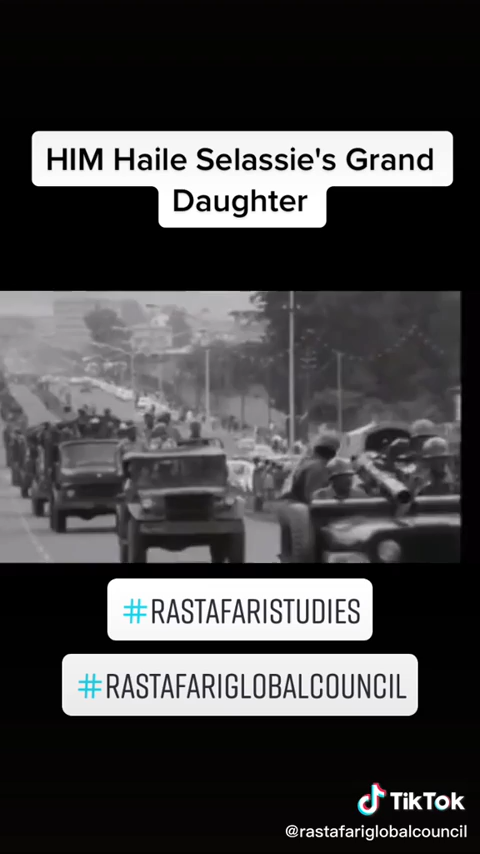 HIM Haile Selassie's Grand
Daughter
#RASTAFARISTUDIES
#RASTAFARIGLOBALCOUNCIL
TikTok
@rastafariglobalcouncil